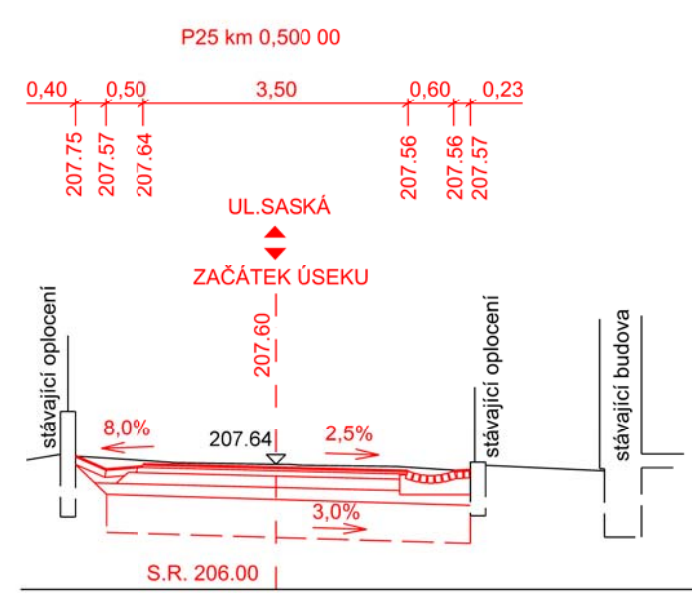 P25 km 0,500 00
0,40 0,50 3,50 0,60 0,23
207.75
207.57
207.64
207.56
207.56
207.57
UL.SASKÁ
ZAČÁTEK ÚSEKU
207.60
stávající oplocení
stávající oplocení
stávající budova
8,0%
207.64
2,5%
3,0%
S.R. 206.00